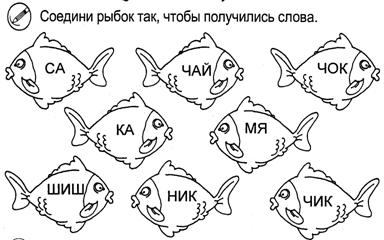 Соедини рыбок так, чтобы получились слова.
СА ЧАЙ ЧОК
КА МЯ
ШИШ НИК ЧИК